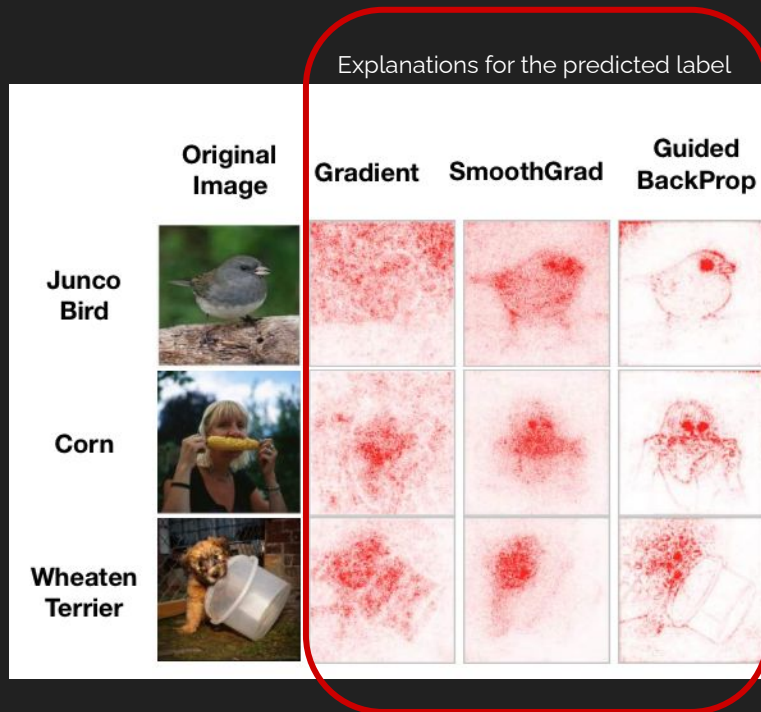 Explanations for the predicted label
Original
Image
Gradient
SmoothGrad
Guided
BackProp
Junco
Bird
Corn
Wheaten
Terrier